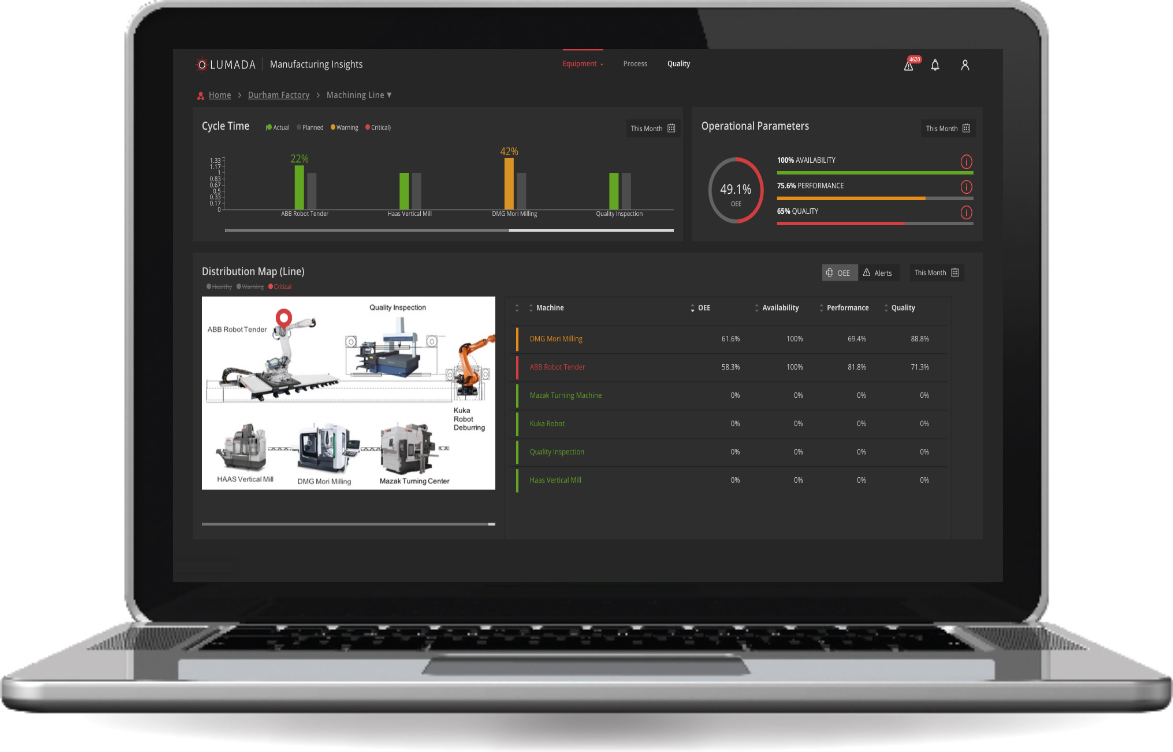 LUMADA Manufacturing Insights Equipment Process Quality 4620
Home > Durham Factory > Machining Line ▾
Cycle Time Actual Planned Warning Critical) This Month
22% 42%
1.33
1.17
1
0.83
0.67
0.5
0.33
0.17
0
ABB Robot Tender Haas Vertical Mill DMG Mori Milling Quality Inspection
Operational Parameters This Month
49.1%
OEE
100% AVAILABILITY
75.6% PERFORMANCE
65% QUALITY
Distribution Map (Line) OEE Alerts This Month
Healthy Warning Critical
ABB Robot Tender
Quality Inspection
Kuka
Robot
Deburring
HAAS Vertical Mill DMG Mori Milling Mazak Turning Center
Machine OEE Availability Performance Quality
DMG Mori Milling 61.6% 100% 69.4% 88.8%
ABB Robot Tender 58.3% 100% 81.8% 71.3%
Mazak Turning Machine 0% 0% 0% 0%
Kuka Robot 0% 0% 0% 0%
Quality Inspection 0% 0% 0% 0%
Haas Vertical Mill 0% 0% 0% 0%